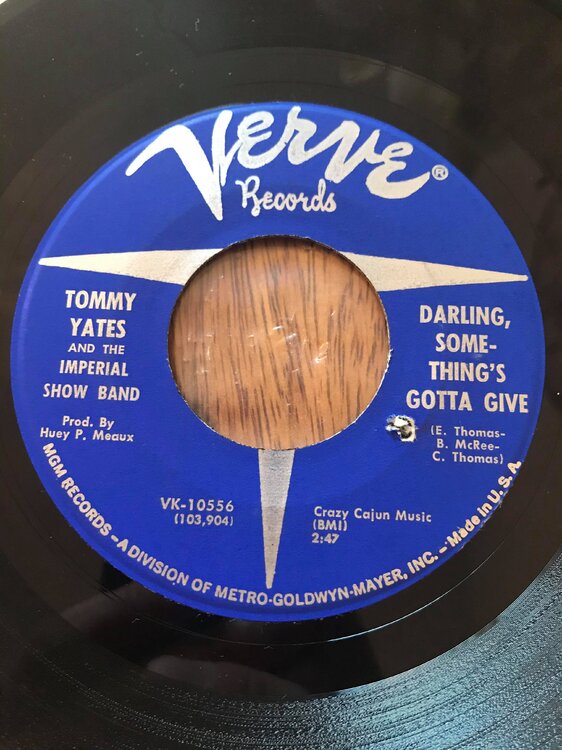 Verve®
Records
TOMMY
YATES
AND THE
IMPERIAL
SHOW BAND
Prod. By
Huey P. Meaux
DARLING,
SOME-
THING'S
GOTTA GIVE
(E. Thomas-
B. McRee-
C. Thomas)
VK-10556
(103,904)
Crazy Cajun Music
(BMI)
2:47
MGM RECORDS – A DIVISION OF METRO-GOLDWYN-MAYER, INC. – Made in U.S.A.